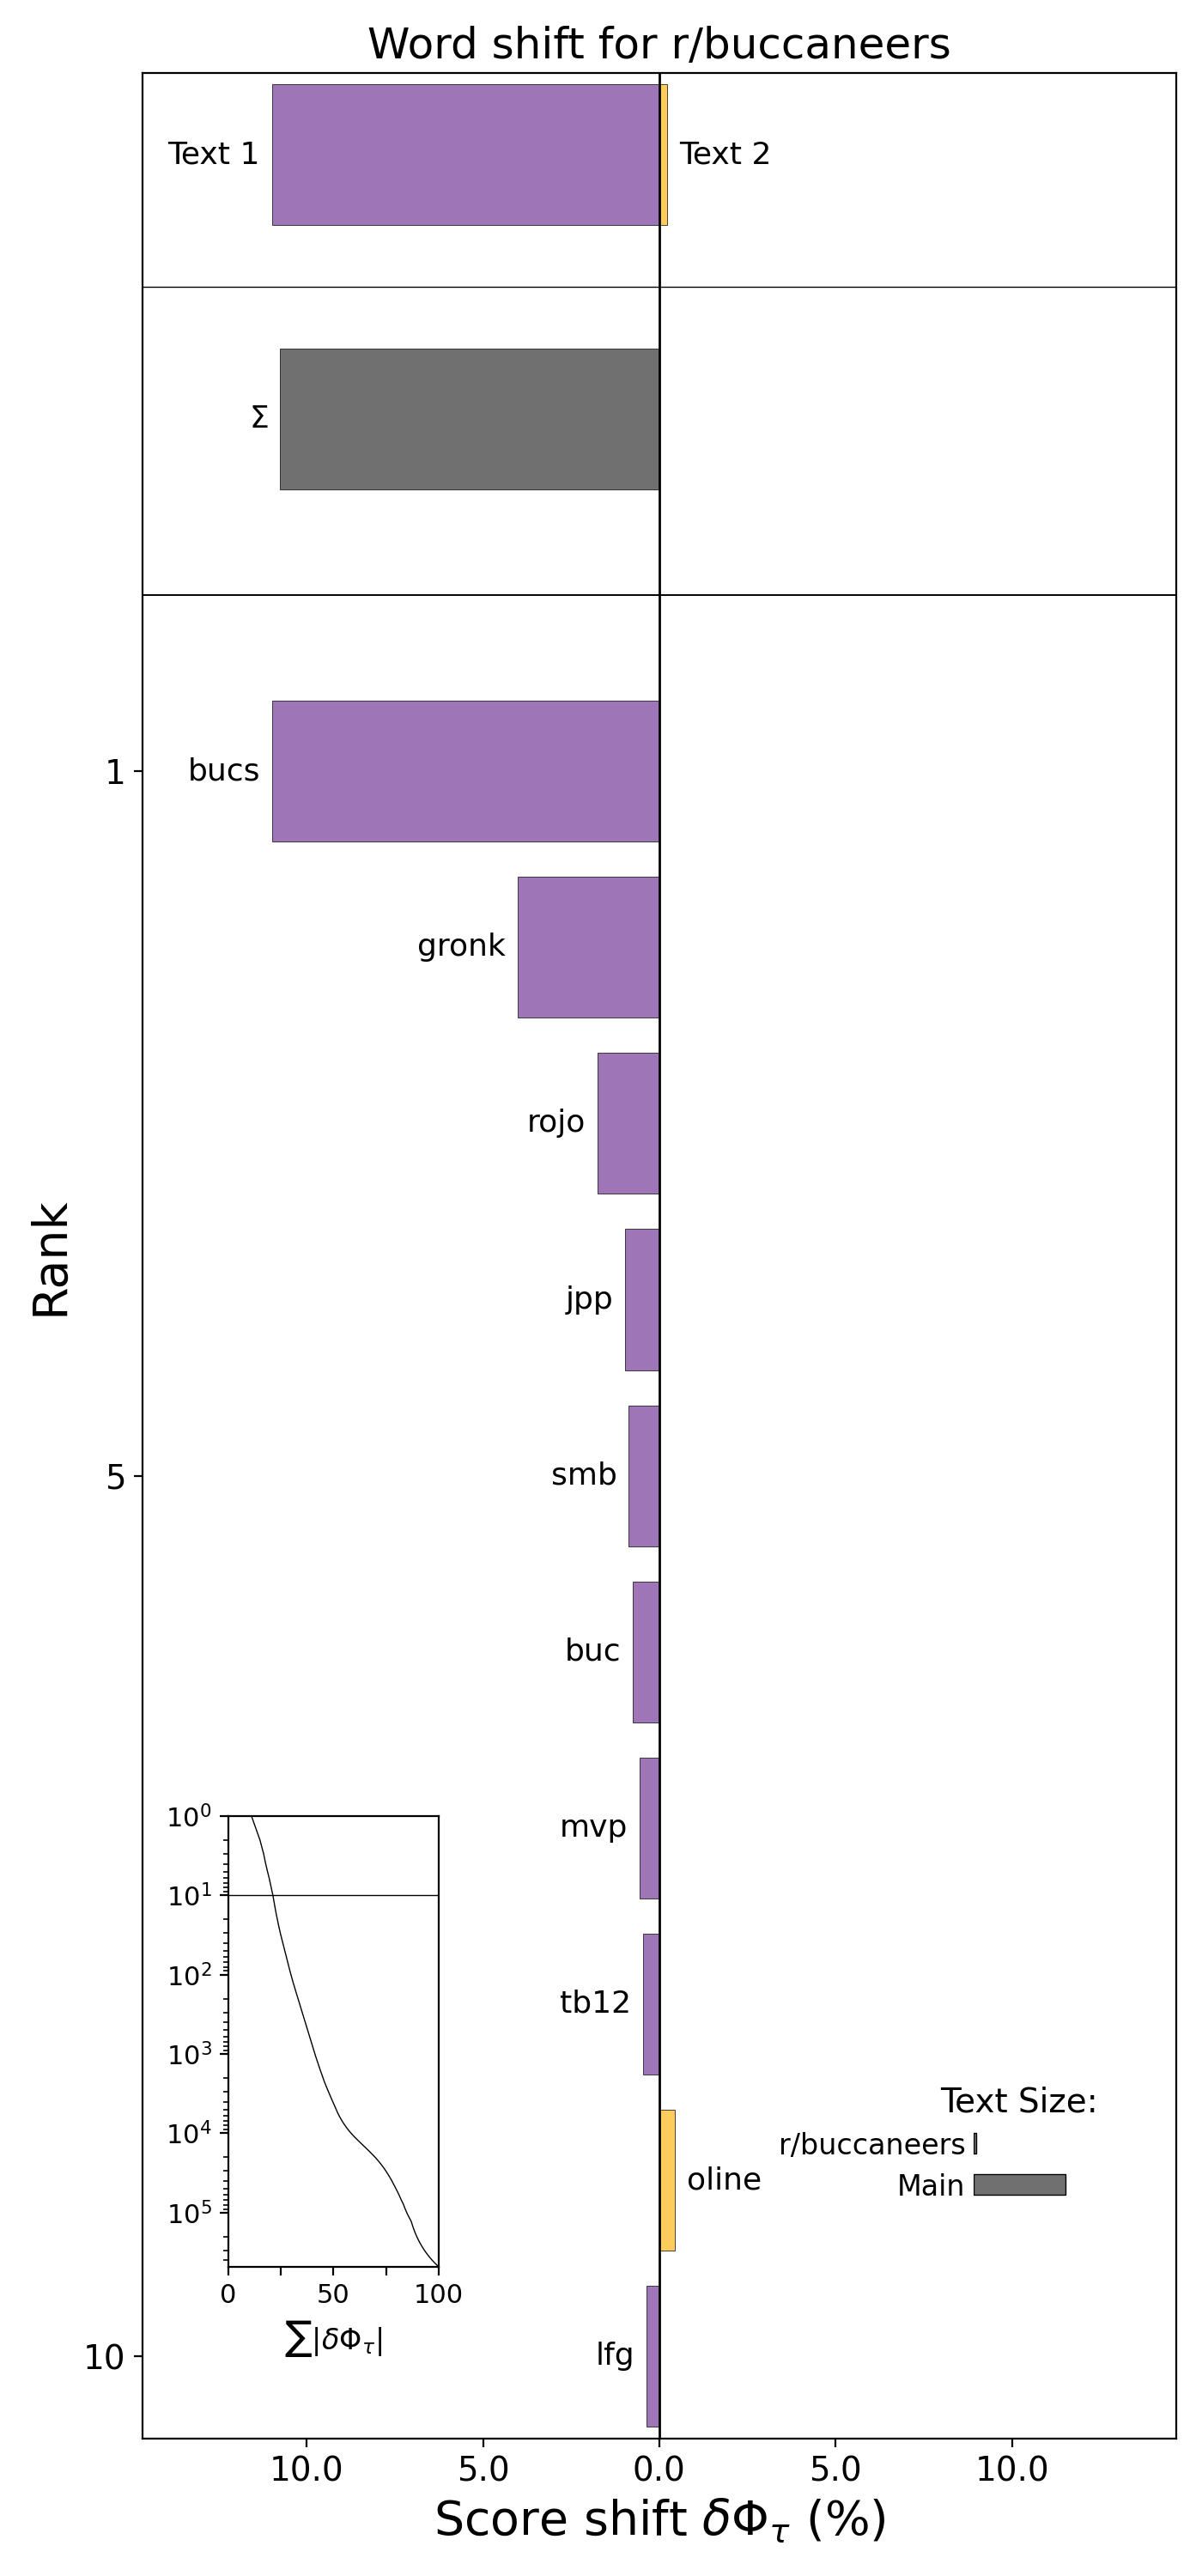 Word shift for r/buccaneers
Text 1
Text 2
Σ
1
bucs
gronk
rojo
jpp
Rank
5
smb
buc
mvp
tb12
oline
10
lfg
10⁰
10¹
10²
10³
10⁴
10⁵
0 50 100
∑|δΦτ|
Text Size:
r/buccaneers
Main
10.0 5.0 0.0 5.0 10.0
Score shift δΦτ (%)